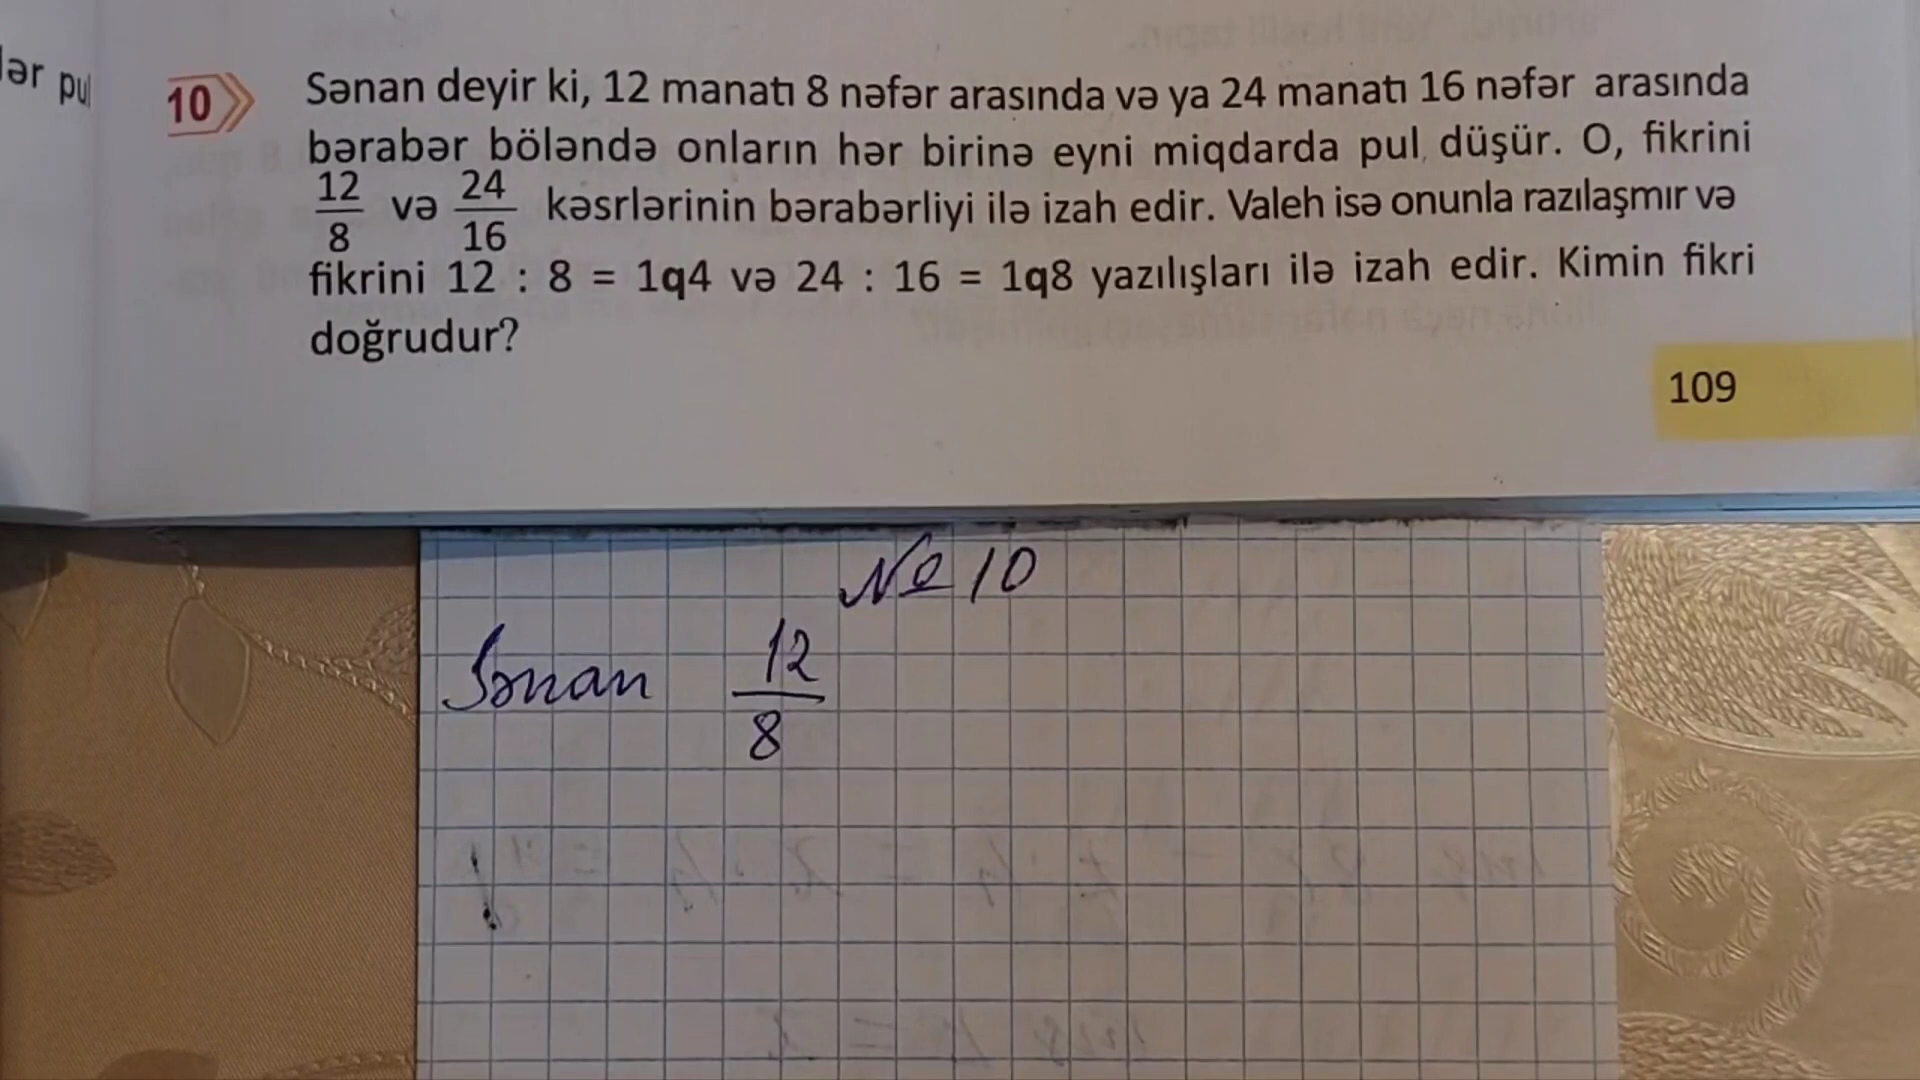 ər pul
10
Sənan deyir ki, 12 manatı 8 nəfər arasında və ya 24 manatı 16 nəfər arasında
bərabər böləndə onların hər birinə eyni miqdarda pul düşür. O, fikrini
12/8 və 24/16 kəsrlərinin bərabərliyi ilə izah edir. Valeh isə onunla razılaşmır və
fikrini 12 : 8 = 1q4 və 24 : 16 = 1q8 yazılışları ilə izah edir. Kimin fikri
doğrudur?
109
№ 10
Sənan 12/8